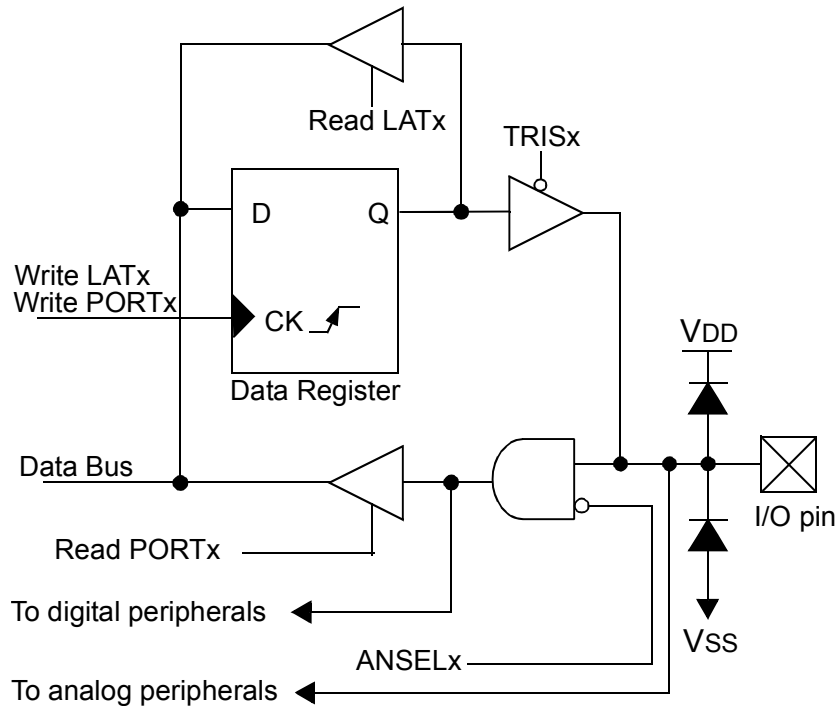 Read LATx
TRISx
D
Q
Write LATx
Write PORTx
CK
VDD
Data Register
Data Bus
I/O pin
Read PORTx
To digital peripherals
VSS
ANSELx
To analog peripherals